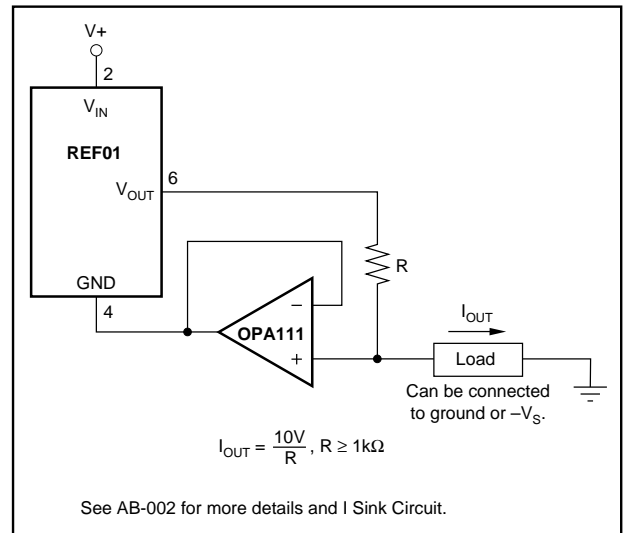 V+
2
V_IN
REF01
6
V_OUT
R
GND
4
–
OPA111
+
I_OUT
Load
Can be connected
to ground or –V_S.
I_OUT = 10V/R , R ≥ 1kΩ
See AB-002 for more details and I Sink Circuit.